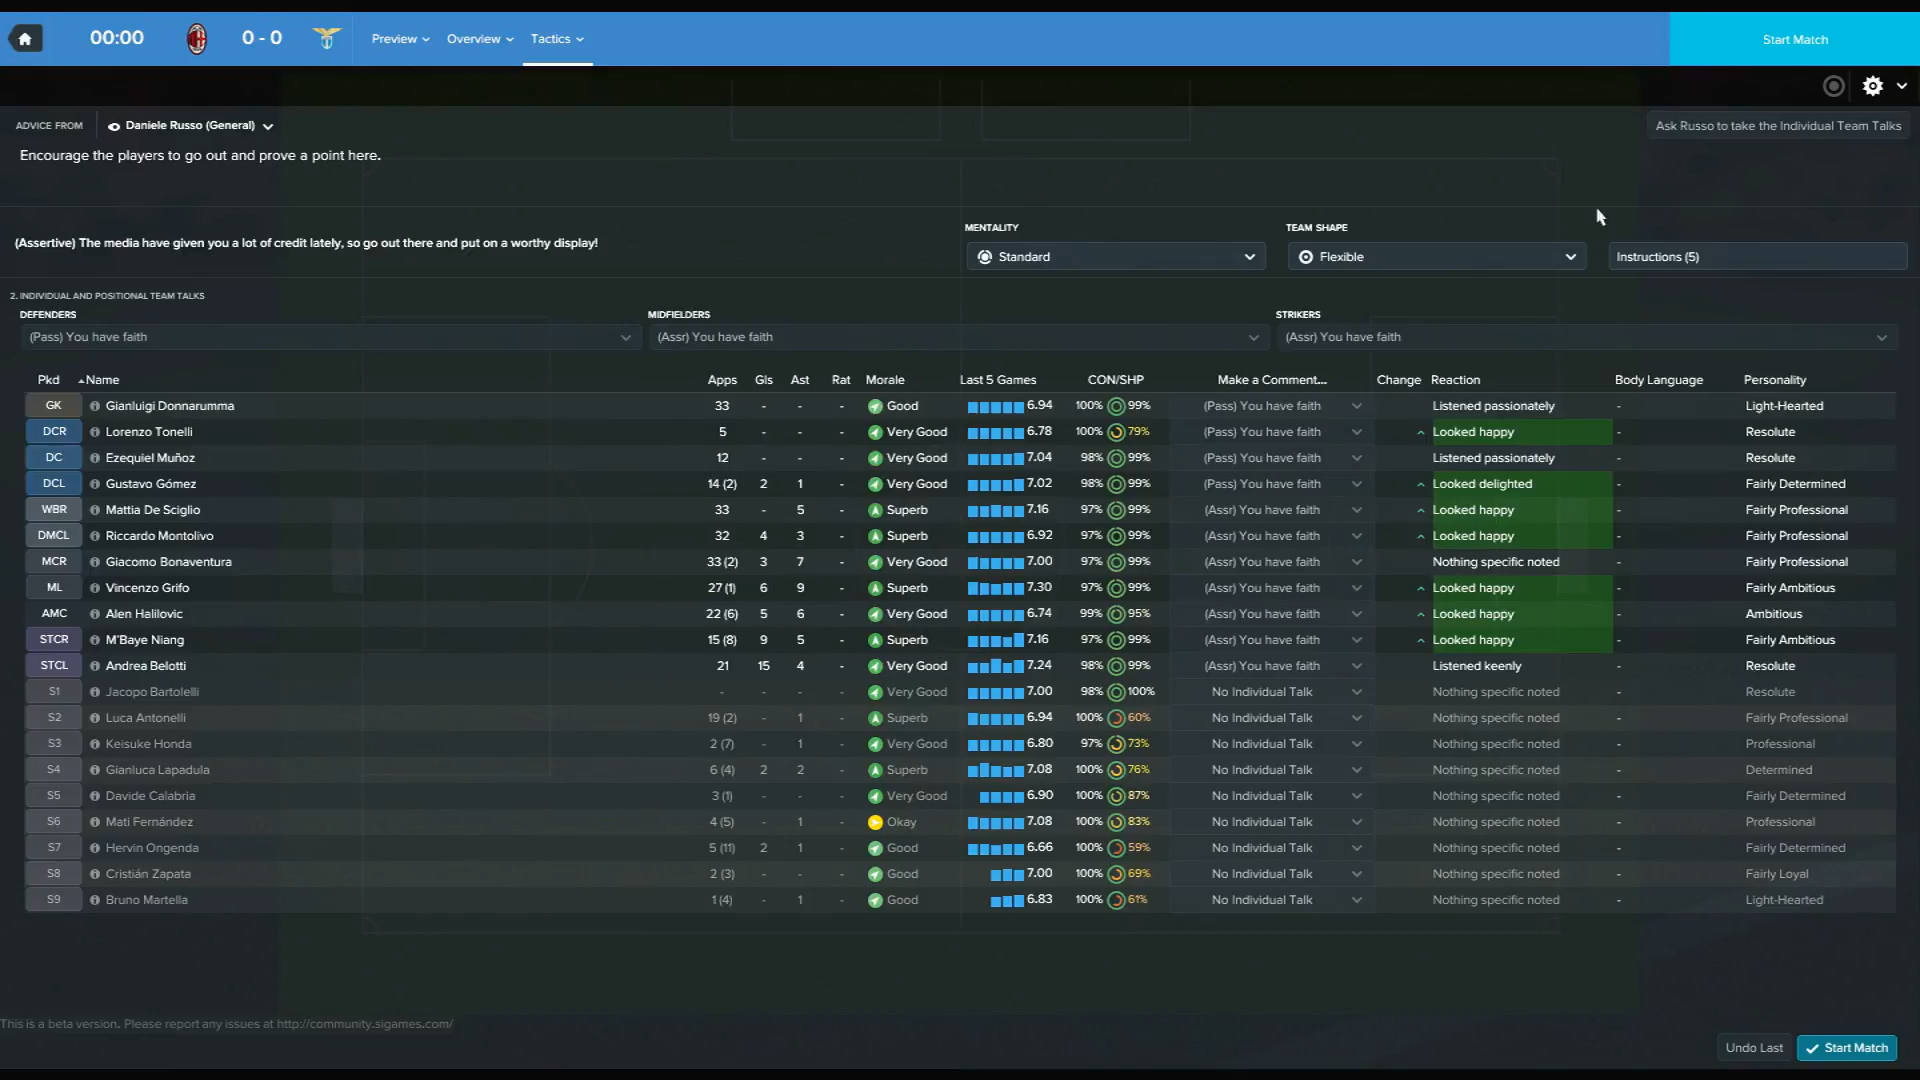 00:00 0 - 0 Preview Overview Tactics Start Match
ADVICE FROM Daniele Russo (General) Ask Russo to take the Individual Team Talks
Encourage the players to go out and prove a point here.
MENTALITY TEAM SHAPE
(Assertive) The media have given you a lot of credit lately, so go out there and put on a worthy display!
Standard Flexible Instructions (5)
2. INDIVIDUAL AND POSITIONAL TEAM TALKS
DEFENDERS MIDFIELDERS STRIKERS
(Pass) You have faith (Assr) You have faith (Assr) You have faith
Pkd Name Apps Gls Ast Rat Morale Last 5 Games CON/SHP Make a Comment... Change Reaction Body Language Personality
GK Gianluigi Donnarumma 33 - - - Good 6.94 100% 99% (Pass) You have faith Listened passionately - Light-Hearted
DCR Lorenzo Tonelli 5 - - - Very Good 6.78 100% 79% (Pass) You have faith Looked happy - Resolute
DC Ezequiel Muñoz 12 - - - Very Good 7.04 98% 99% (Pass) You have faith Listened passionately - Resolute
DCL Gustavo Gómez 14 (2) 2 1 - Very Good 7.02 98% 99% (Pass) You have faith Looked delighted - Fairly Determined
WBR Mattia De Sciglio 33 - 5 - Superb 7.16 97% 99% (Assr) You have faith Looked happy - Fairly Professional
DMCL Riccardo Montolivo 32 4 3 - Superb 6.92 97% 99% (Assr) You have faith Looked happy - Fairly Professional
MCR Giacomo Bonaventura 33 (2) 3 7 - Very Good 7.00 97% 99% (Assr) You have faith Nothing specific noted - Fairly Professional
ML Vincenzo Grifo 27 (1) 6 9 - Superb 7.30 97% 99% (Assr) You have faith Looked happy - Fairly Ambitious
AMC Alen Halilovic 22 (6) 5 6 - Very Good 6.74 99% 95% (Assr) You have faith Looked happy - Ambitious
STCR M'Baye Niang 15 (8) 9 5 - Superb 7.16 97% 99% (Assr) You have faith Looked happy - Fairly Ambitious
STCL Andrea Belotti 21 15 4 - Very Good 7.24 98% 99% (Assr) You have faith Listened keenly - Resolute
S1 Jacopo Bartolelli - - - - Very Good 7.00 98% 100% No Individual Talk Nothing specific noted - Resolute
S2 Luca Antonelli 19 (2) - 1 - Superb 6.94 100% 60% No Individual Talk Nothing specific noted - Fairly Professional
S3 Keisuke Honda 2 (7) - 1 - Very Good 6.80 97% 73% No Individual Talk Nothing specific noted - Professional
S4 Gianluca Lapadula 6 (4) 2 2 - Superb 7.08 100% 76% No Individual Talk Nothing specific noted - Determined
S5 Davide Calabria 3 (1) - - - Very Good 6.90 100% 87% No Individual Talk Nothing specific noted - Fairly Determined
S6 Mati Fernández 4 (5) - 1 - Okay 7.08 100% 83% No Individual Talk Nothing specific noted - Professional
S7 Hervin Ongenda 5 (11) 2 1 - Good 6.66 100% 59% No Individual Talk Nothing specific noted - Fairly Determined
S8 Cristián Zapata 2 (3) - - - Good 7.00 100% 69% No Individual Talk Nothing specific noted - Fairly Loyal
S9 Bruno Martella 1 (4) - 1 - Good 6.83 100% 61% No Individual Talk Nothing specific noted - Light-Hearted
This is a beta version. Please report any issues at http://community.sigames.com/
Undo Last Start Match